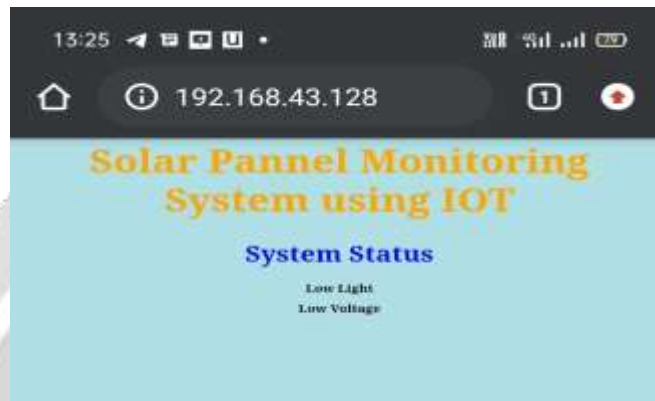 13:25
192.168.43.128
1
Solar Pannel Monitoring
System using IOT
System Status
Low Light
Low Voltage